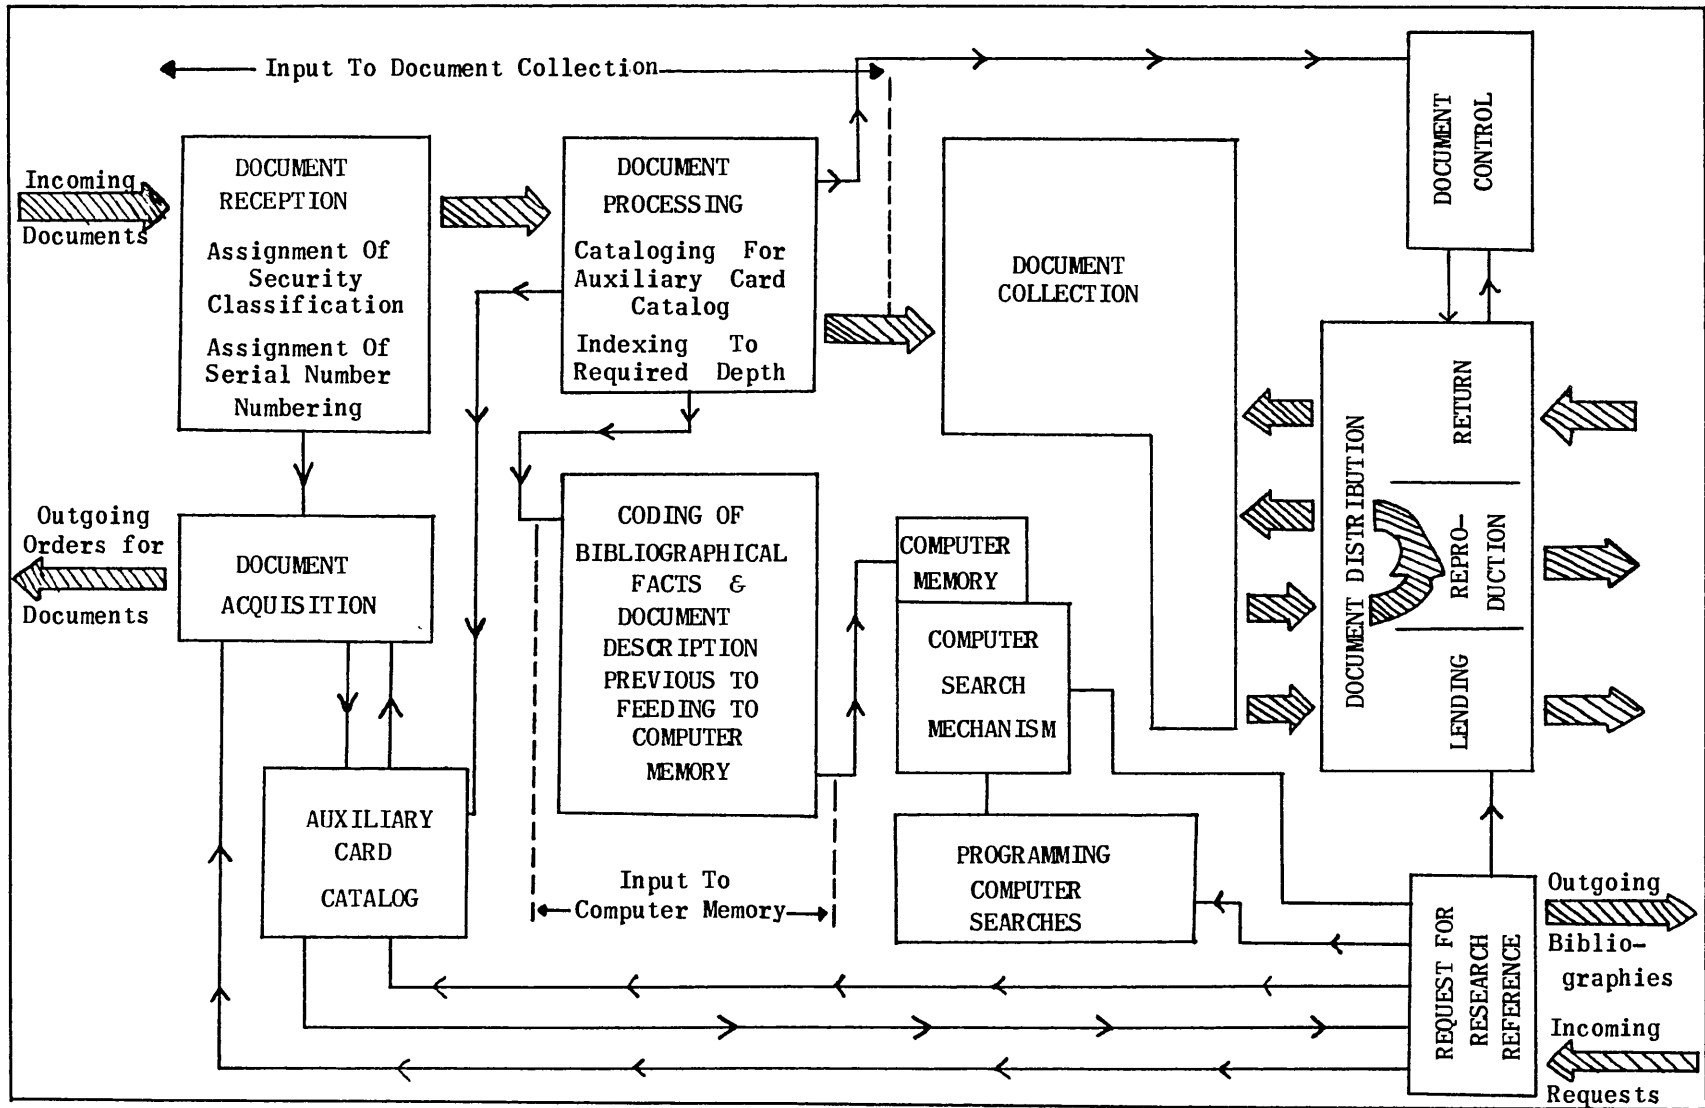 Input To Document Collection
Incoming
Documents
DOCUMENT
RECEPTION
Assignment Of
Security
Classification
Assignment Of
Serial Number
Numbering
DOCUMENT
PROCESSING
Cataloging For
Auxiliary Card
Catalog
Indexing To
Required Depth
DOCUMENT
COLLECTION
DOCUMENT
CONTROL
Outgoing
Orders for
Documents
DOCUMENT
ACQUISITION
CODING OF
BIBLIOGRAPHICAL
FACTS &
DOCUMENT
DESCRIPTION
PREVIOUS TO
FEEDING TO
COMPUTER
MEMORY
COMPUTER
MEMORY
COMPUTER
SEARCH
MECHANISM
DOCUMENT DISTRIBUTION
RETURN
REPRO-
DUCTION
LENDING
AUXILIARY
CARD
CATALOG
Input To
Computer Memory
PROGRAMMING
COMPUTER
SEARCHES
REQUEST FOR
RESEARCH
REFERENCE
Outgoing
Biblio-
graphies
Incoming
Requests